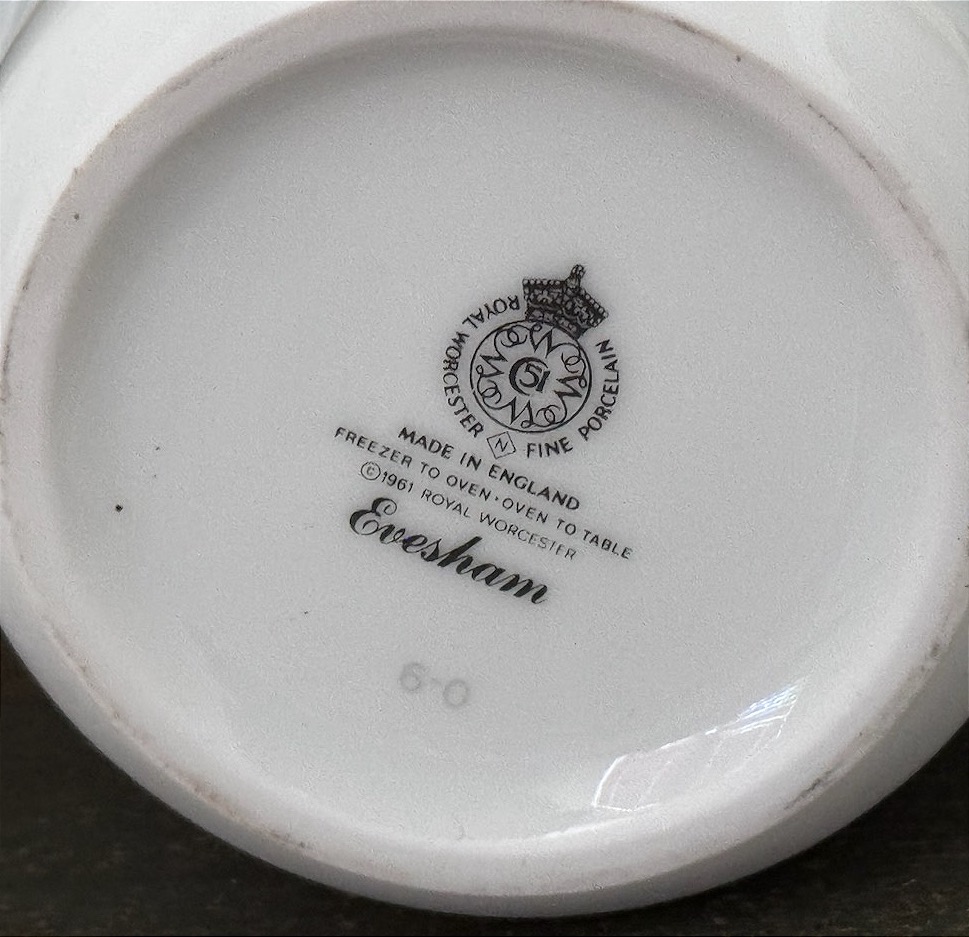 ROYAL WORCESTER
FINE PORCELAIN
51
N
MADE IN ENGLAND
FREEZER TO OVEN · OVEN TO TABLE
©1961 ROYAL WORCESTER
Evesham
6-0